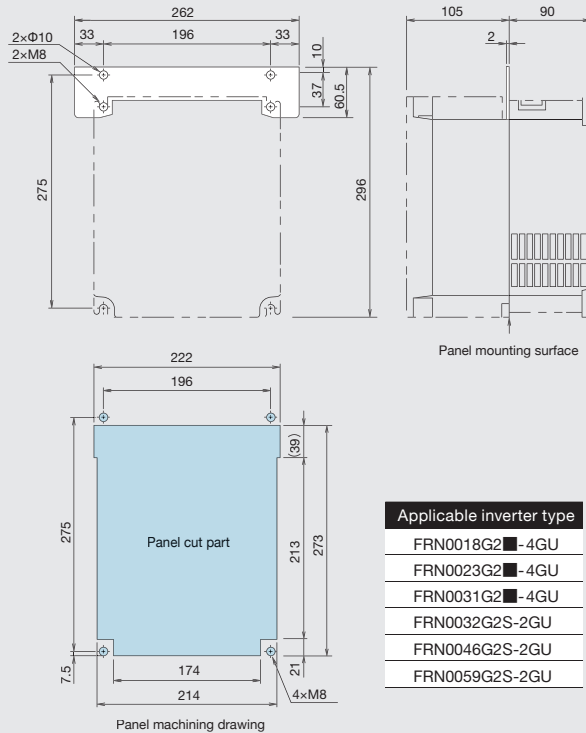 262
33
196
33
2×Φ10
2×M8
10
37
60.5
275
296
105
90
2
Panel mounting surface
222
196
(39)
275
Panel cut part
213
273
7.5
174
21
214
4×M8
Panel machining drawing
Applicable inverter type
FRN0018G2■-4GU
FRN0023G2■-4GU
FRN0031G2■-4GU
FRN0032G2S-2GU
FRN0046G2S-2GU
FRN0059G2S-2GU